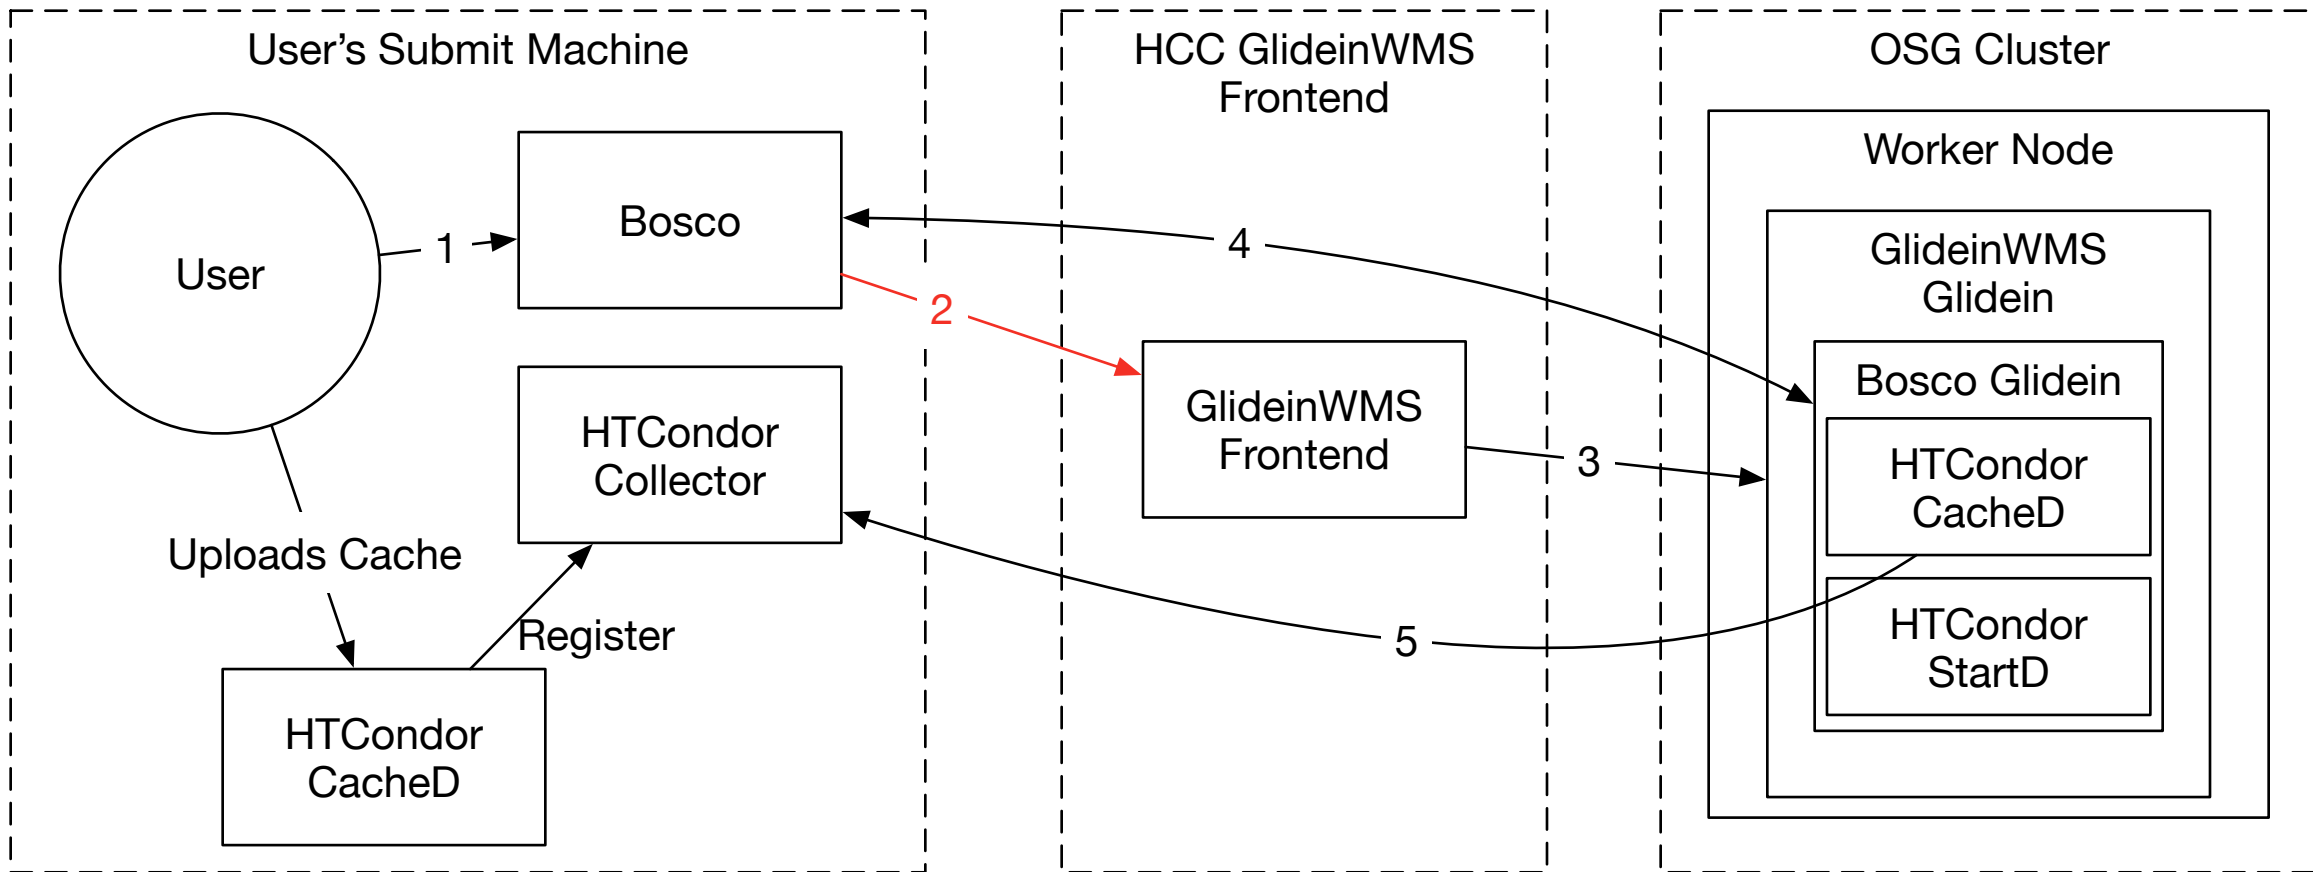 User's Submit Machine
User
1
Bosco
2
HTCondor
Collector
Uploads Cache
Register
HTCondor
CacheD
HCC GlideinWMS
Frontend
4
GlideinWMS
Frontend
3
5
OSG Cluster
Worker Node
GlideinWMS
Glidein
Bosco Glidein
HTCondor
CacheD
HTCondor
StartD